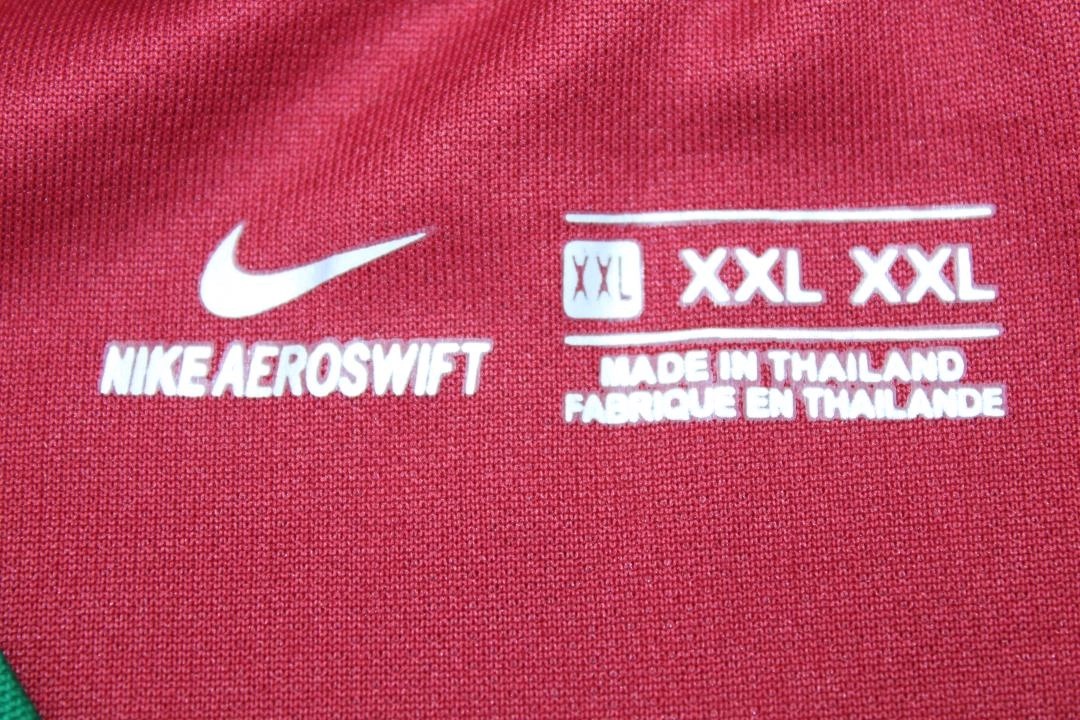 NIKE AEROSWIFT
XXL XXL XXL
MADE IN THAILAND
FABRIQUE EN THAILANDE